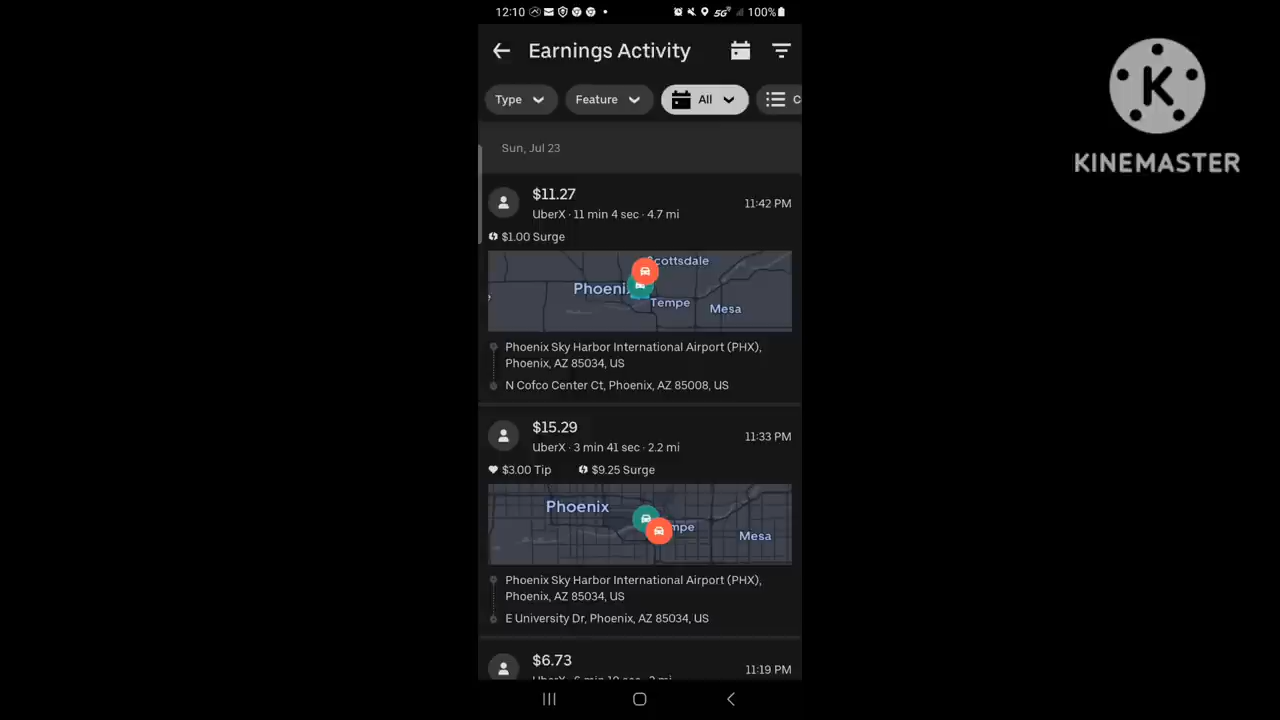 12:10 5G 100%
Earnings Activity
Type Feature All C
Sun, Jul 23
$11.27
UberX · 11 min 4 sec · 4.7 mi
11:42 PM
$1.00 Surge
Scottsdale
Phoeni
Tempe
Mesa
Phoenix Sky Harbor International Airport (PHX),
Phoenix, AZ 85034, US
N Cofco Center Ct, Phoenix, AZ 85008, US
$15.29
UberX · 3 min 41 sec · 2.2 mi
11:33 PM
$3.00 Tip $9.25 Surge
Phoenix
mpe
Mesa
Phoenix Sky Harbor International Airport (PHX),
Phoenix, AZ 85034, US
E University Dr, Phoenix, AZ 85034, US
$6.73
11:19 PM
K
KINEMASTER